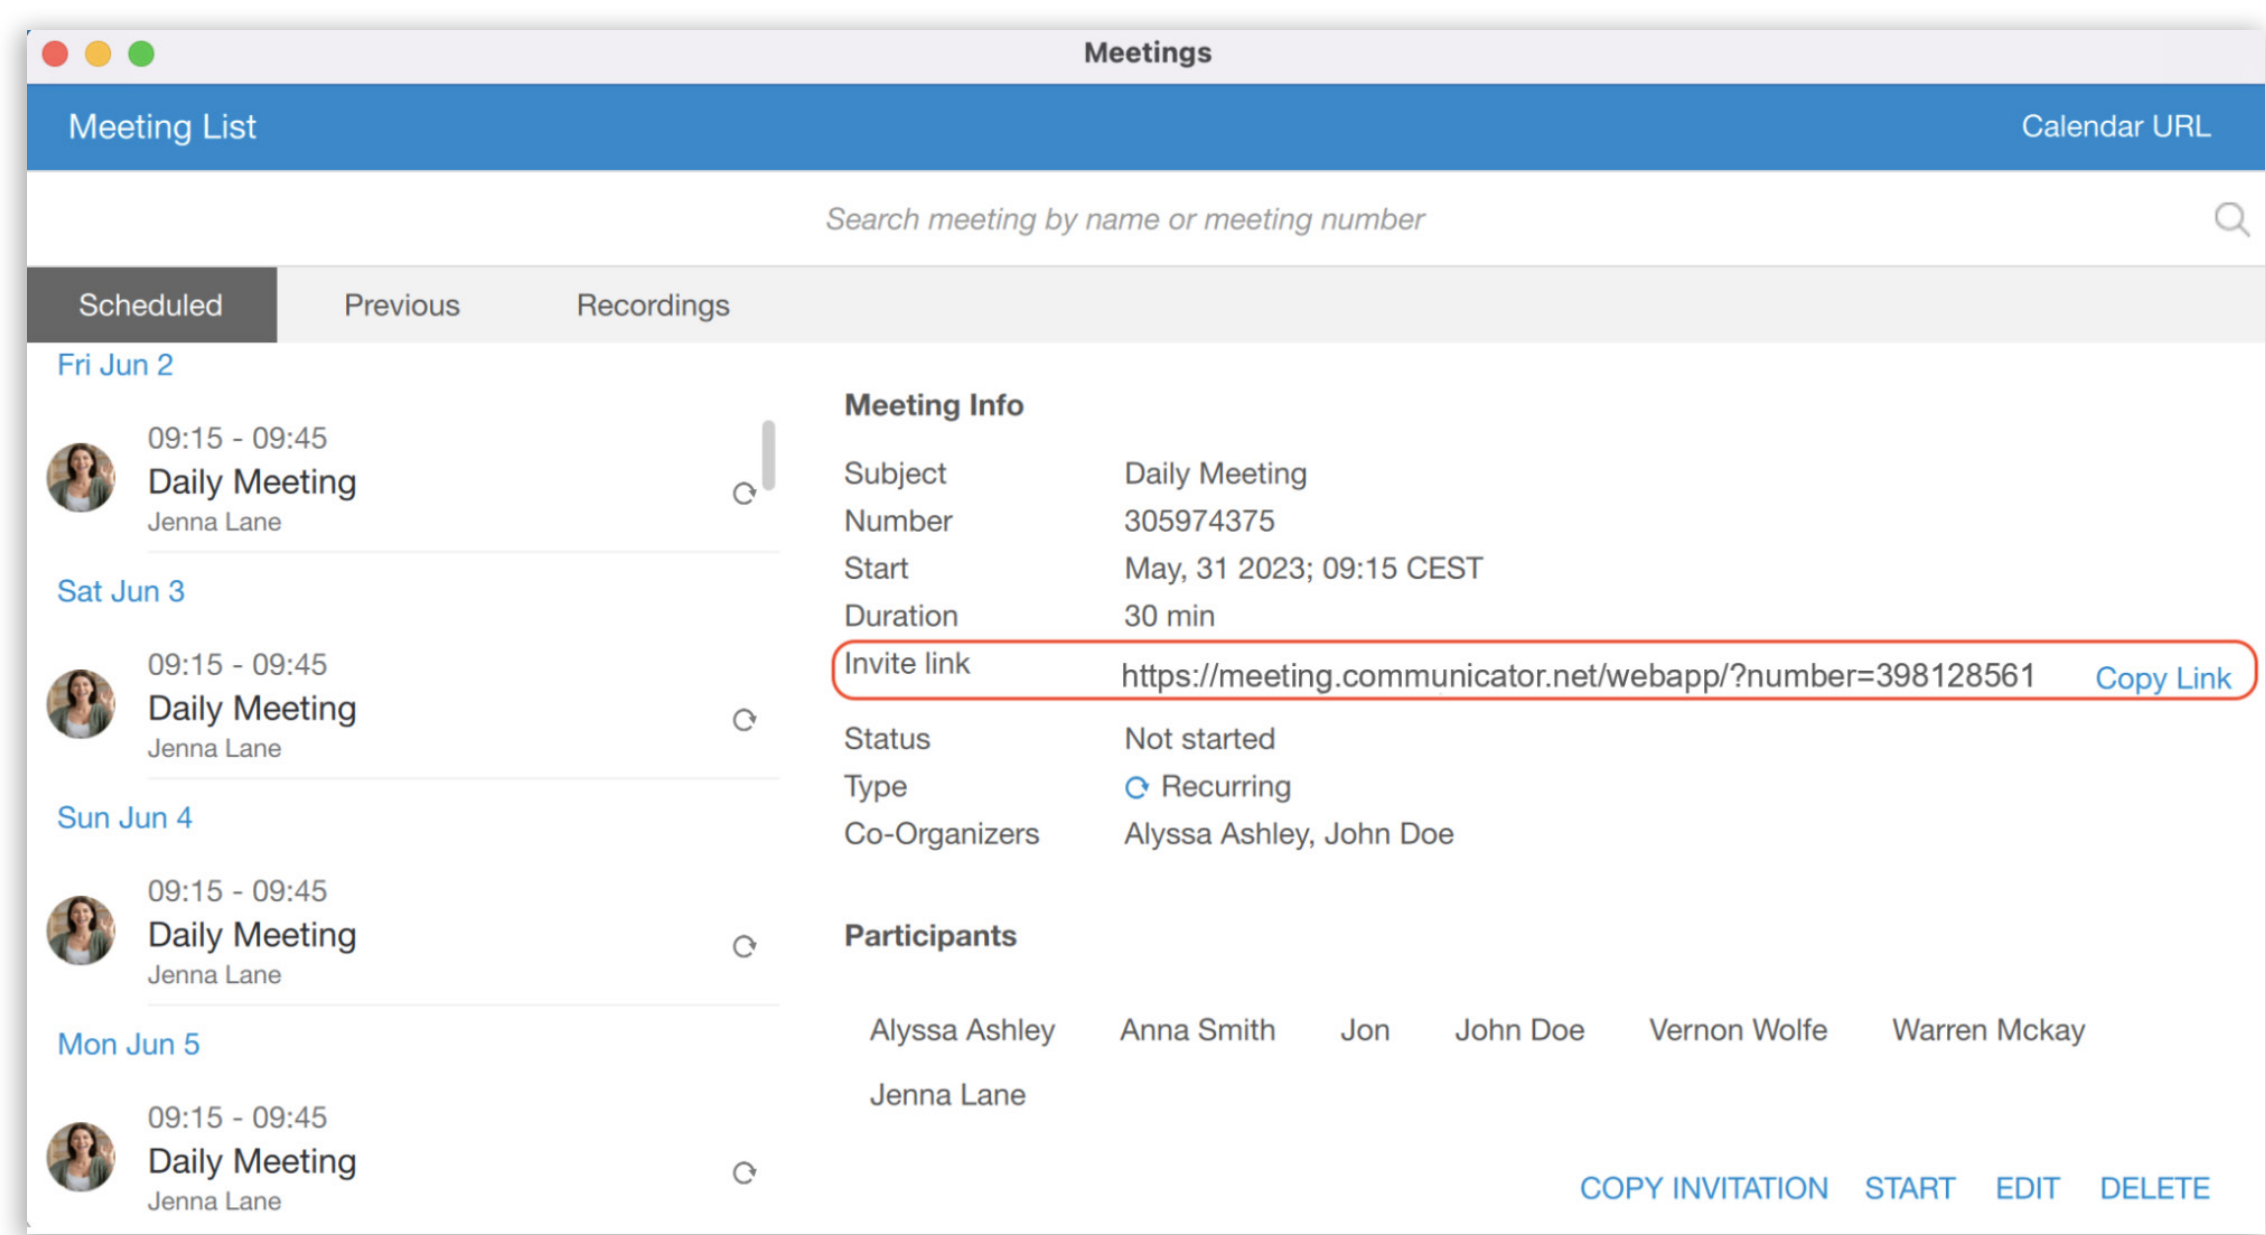 Meetings
Meeting List
Calendar URL
Search meeting by name or meeting number
Scheduled
Previous
Recordings
Fri Jun 2
09:15 - 09:45
Daily Meeting
Jenna Lane
Sat Jun 3
09:15 - 09:45
Daily Meeting
Jenna Lane
Sun Jun 4
09:15 - 09:45
Daily Meeting
Jenna Lane
Mon Jun 5
09:15 - 09:45
Daily Meeting
Jenna Lane
Meeting Info
Subject Daily Meeting
Number 305974375
Start May, 31 2023; 09:15 CEST
Duration 30 min
Invite link https://meeting.communicator.net/webapp/?number=398128561 Copy Link
Status Not started
Type Recurring
Co-Organizers Alyssa Ashley, John Doe
Participants
Alyssa Ashley Anna Smith Jon John Doe Vernon Wolfe Warren Mckay
Jenna Lane
COPY INVITATION START EDIT DELETE